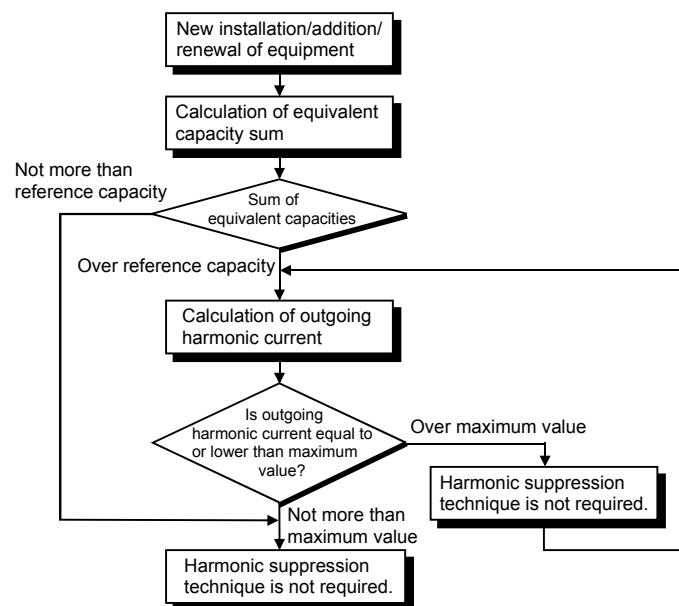 New installation/addition/
renewal of equipment
Calculation of equivalent
capacity sum
Not more than
reference capacity
Sum of
equivalent capacities
Over reference capacity
Calculation of outgoing
harmonic current
Is outgoing
harmonic current equal to
or lower than maximum
value?
Over maximum value
Harmonic suppression
technique is not required.
Not more than
maximum value
Harmonic suppression
technique is not required.